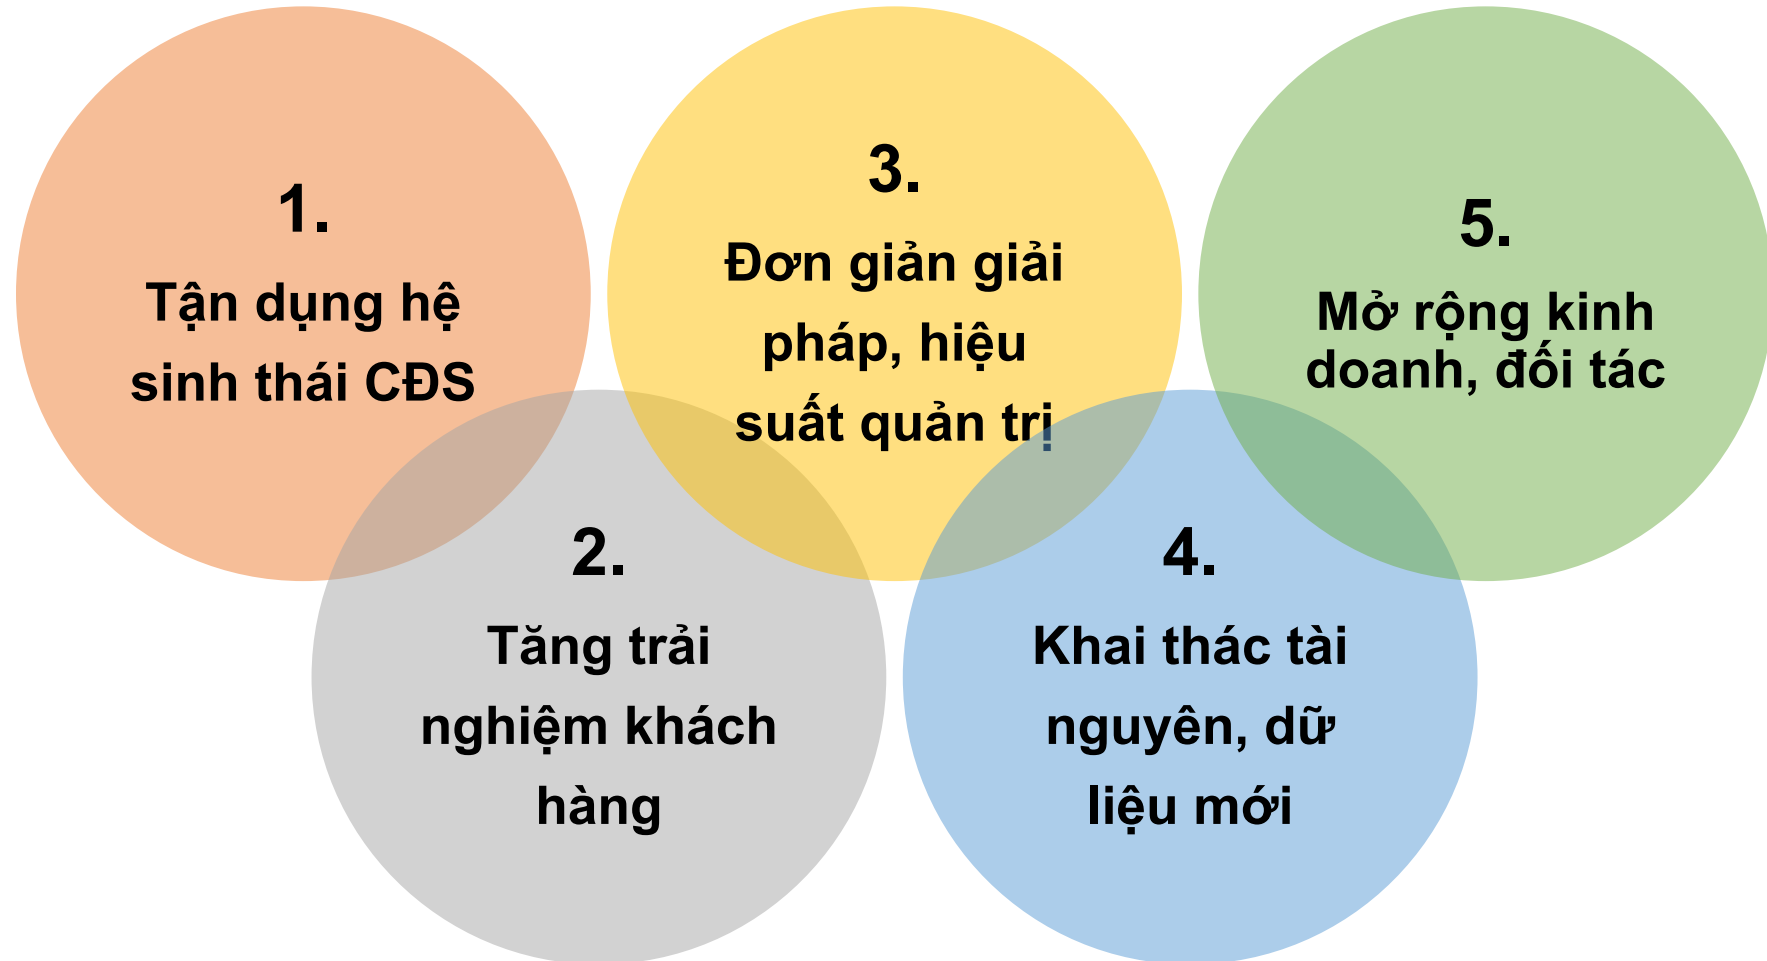 1.
Tận dụng hệ
sinh thái CĐS
2.
Tăng trải
nghiệm khách
hàng
3.
Đơn giản giải
pháp, hiệu
suất quản trị
4.
Khai thác tài
nguyên, dữ
liệu mới
5.
Mở rộng kinh
doanh, đối tác